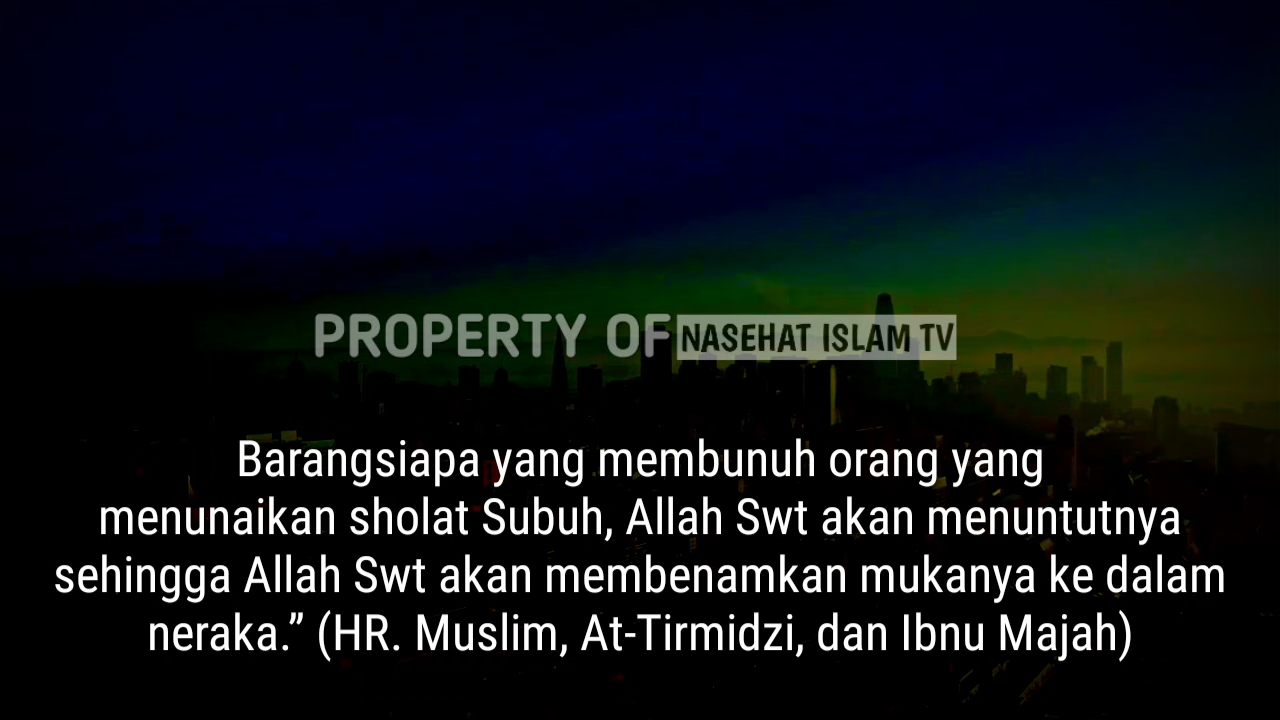 PROPERTY OF NASEHAT ISLAM TV
Barangsiapa yang membunuh orang yang
menunaikan sholat Subuh, Allah Swt akan menuntutnya
sehingga Allah Swt akan membenamkan mukanya ke dalam
neraka.” (HR. Muslim, At-Tirmidzi, dan Ibnu Majah)